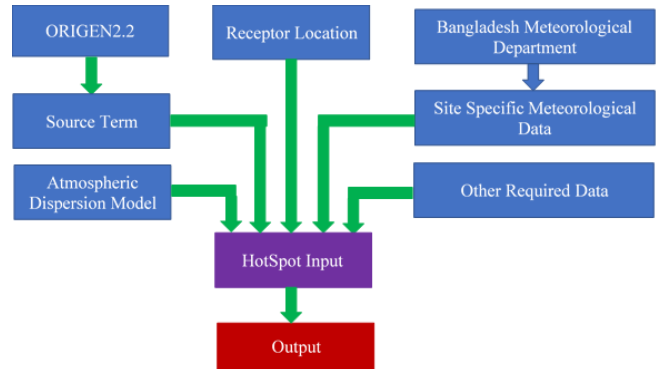 ORIGEN2.2
Receptor Location
Bangladesh Meteorological
Department
Source Term
Site Specific Meteorological
Data
Atmospheric
Dispersion Model
Other Required Data
HotSpot Input
Output